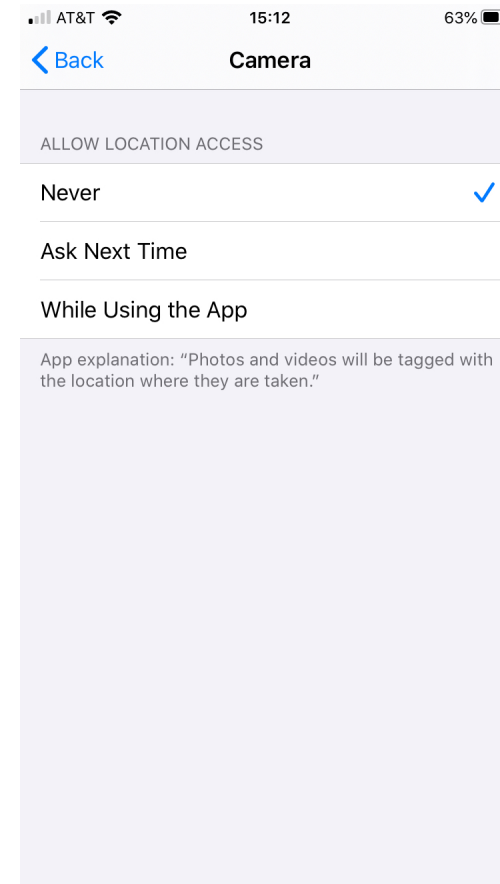 AT&T 15:12 63%
Back Camera
ALLOW LOCATION ACCESS
Never
Ask Next Time
While Using the App
App explanation: “Photos and videos will be tagged with
the location where they are taken.”